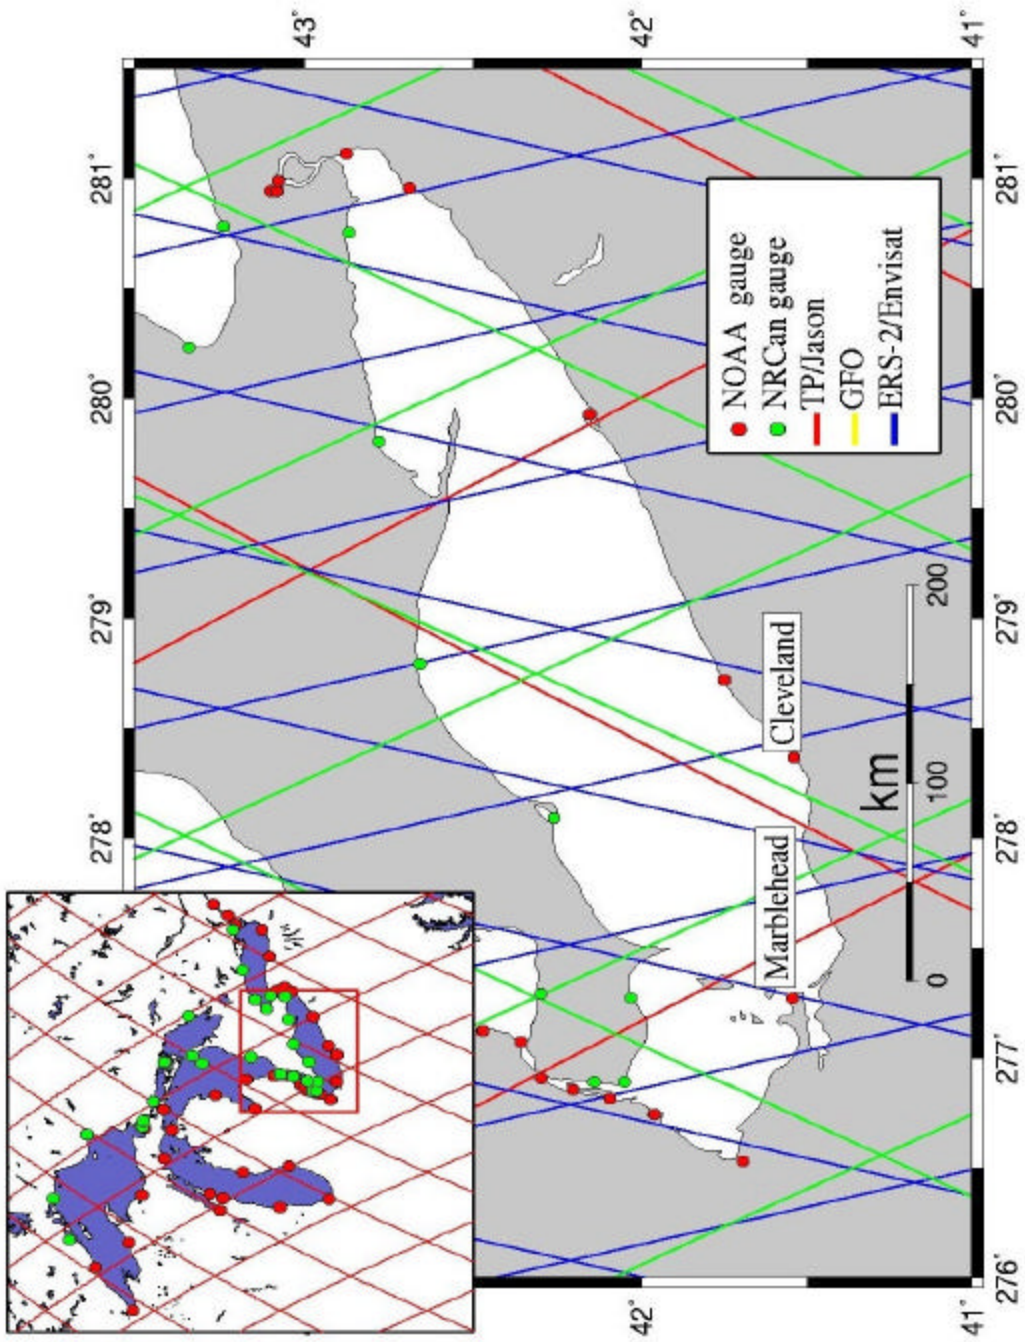 43°
42°
41°
281°
281°
280°
280°
279°
279°
278°
278°
277°
277°
276°
276°
42°
41°
NOAA gauge
NRCan gauge
TP/Jason
GFO
ERS-2/Envisat
Cleveland
Marblehead
km
0 100 200